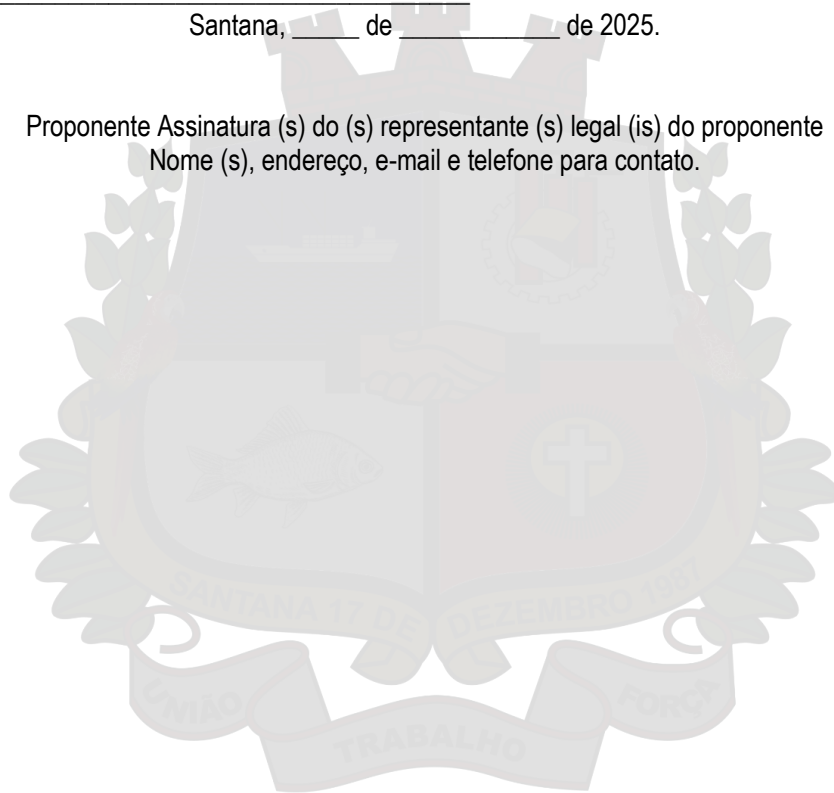 Santana, _____ de ____________ de 2025.
Proponente Assinatura (s) do (s) representante (s) legal (is) do proponente
Nome (s), endereço, e-mail e telefone para contato.
SANTANA 17 DE DEZEMBRO 1987
UNIÃO TRABALHO FORÇA